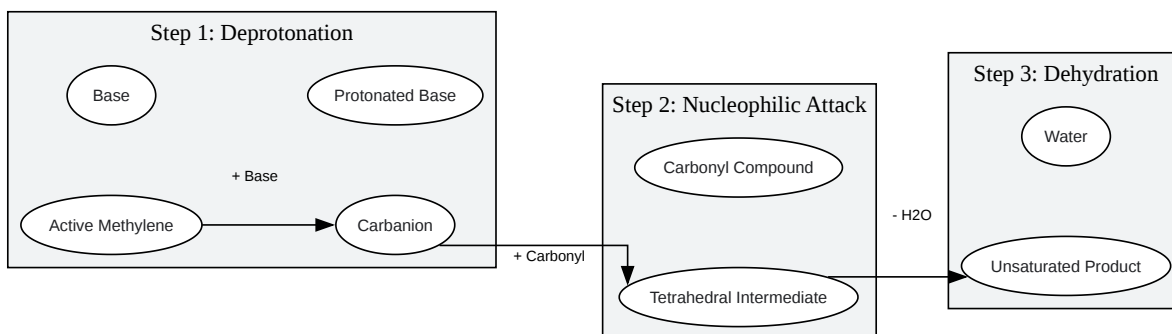 Step 1: Deprotonation
Base
Protonated Base
+ Base
Active Methylene
Carbanion
+ Carbonyl
Step 2: Nucleophilic Attack
Carbonyl Compound
Tetrahedral Intermediate
- H2O
Step 3: Dehydration
Water
Unsaturated Product